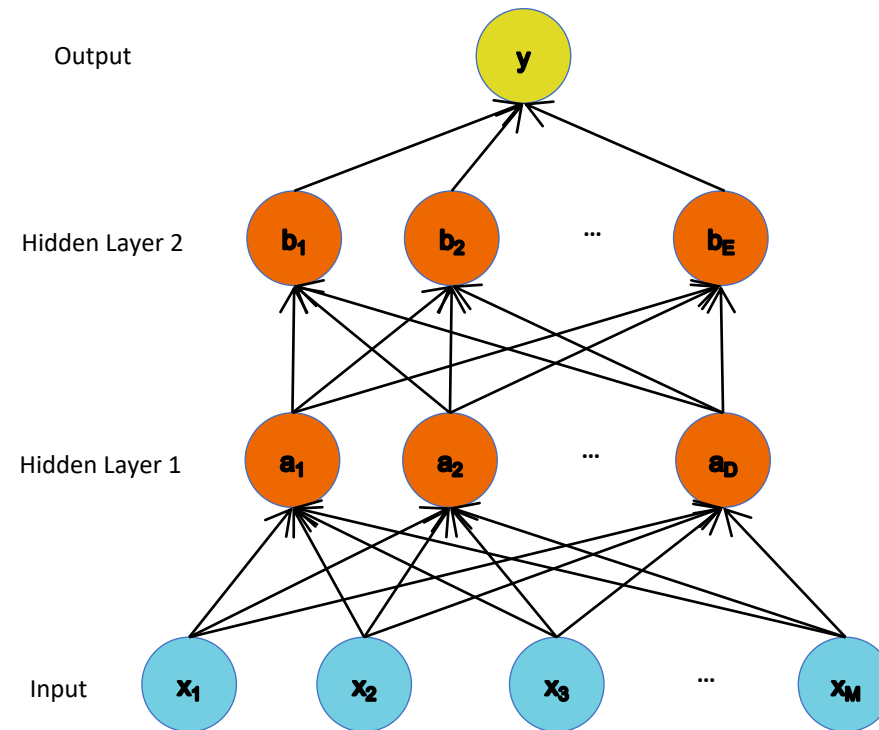 Output
y
Hidden Layer 2
b₁ b₂ ... bE
Hidden Layer 1
a₁ a₂ ... aD
Input
x₁ x₂ x₃ ... xM